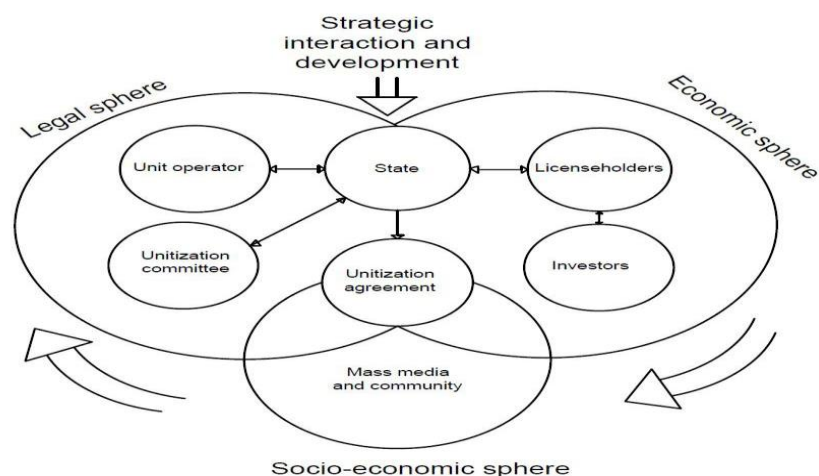 Strategic
interaction and
development
Legal sphere
Economic sphere
Unit operator
State
Licenseholders
Unitization
committee
Unitization
agreement
Investors
Mass media
and community
Socio-economic sphere